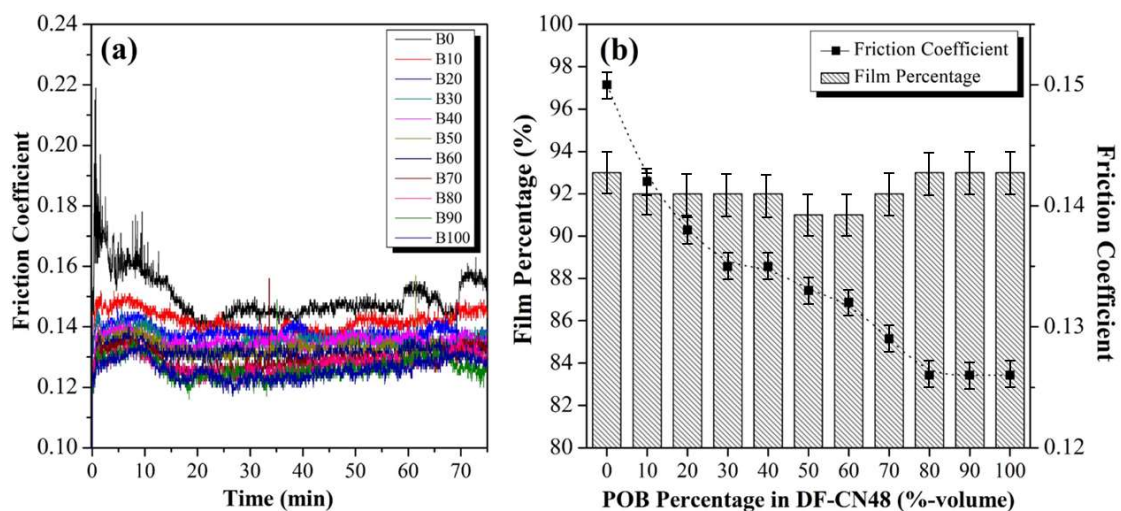 (a)
Friction Coefficient
0.24
0.22
0.20
0.18
0.16
0.14
0.12
0.10
0 10 20 30 40 50 60 70
Time (min)
B0
B10
B20
B30
B40
B50
B60
B70
B80
B90
B100
(b)
Film Percentage (%)
100
98
96
94
92
90
88
86
84
82
80
Friction Coefficient
Film Percentage
0 10 20 30 40 50 60 70 80 90 100
POB Percentage in DF-CN48 (%-volume)
0.15
0.14
0.13
0.12
Friction Coefficient